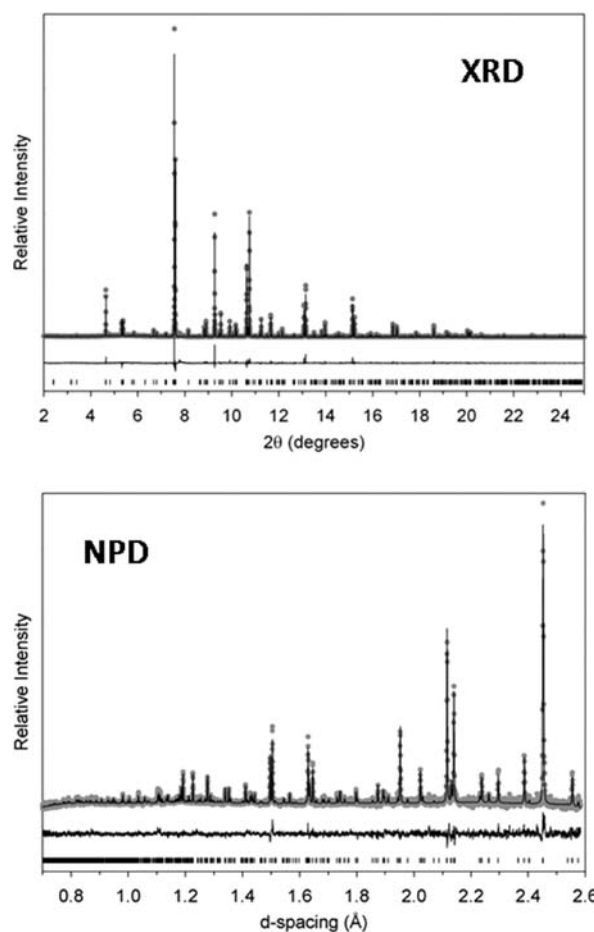 XRD
Relative Intensity
2 4 6 8 10 12 14 16 18 20 22 24
2θ (degrees)
NPD
Relative Intensity
0.8 1.0 1.2 1.4 1.6 1.8 2.0 2.2 2.4 2.6
d-spacing (Å)